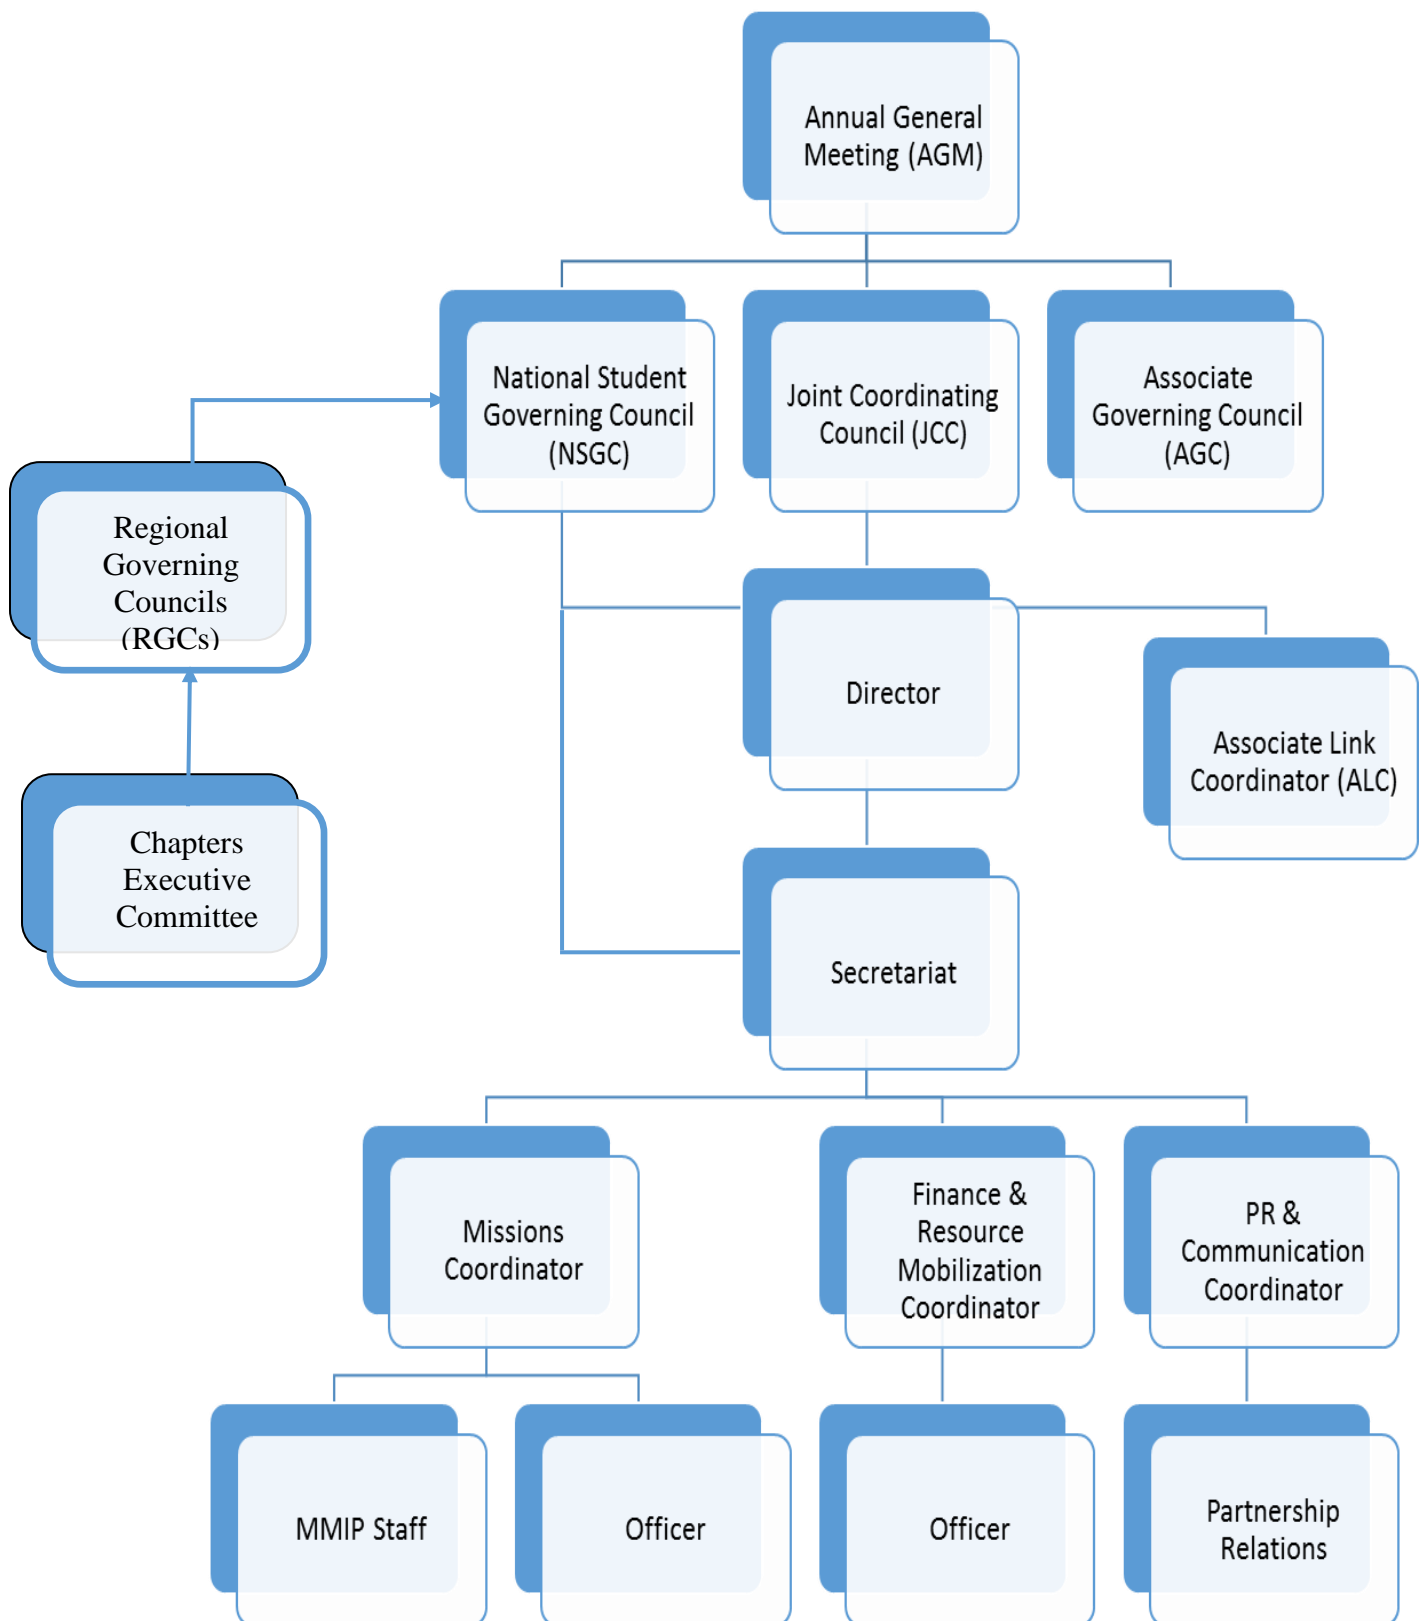 Annual General
Meeting (AGM)
National Student
Governing Council
(NSGC)
Joint Coordinating
Council (JCC)
Associate
Governing Council
(AGC)
Regional
Governing
Councils
(RGCs)
Director
Associate Link
Coordinator (ALC)
Chapters
Executive
Committee
Secretariat
Missions
Coordinator
Finance &
Resource
Mobilization
Coordinator
PR &
Communication
Coordinator
MMIP Staff
Officer
Officer
Partnership
Relations